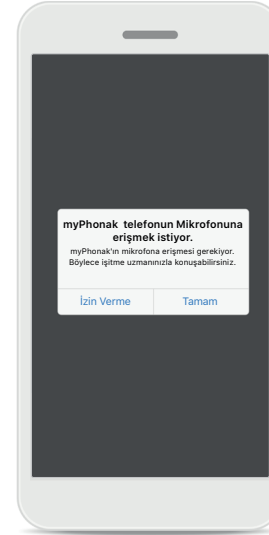 myPhonak  telefonun Mikrofonuna
erişmek istiyor.
myPhonak'ın mikrofona erişmesi gerekiyor.
Böylece işitme uzmanınızla konuşabilirsiniz.
İzin Verme
Tamam